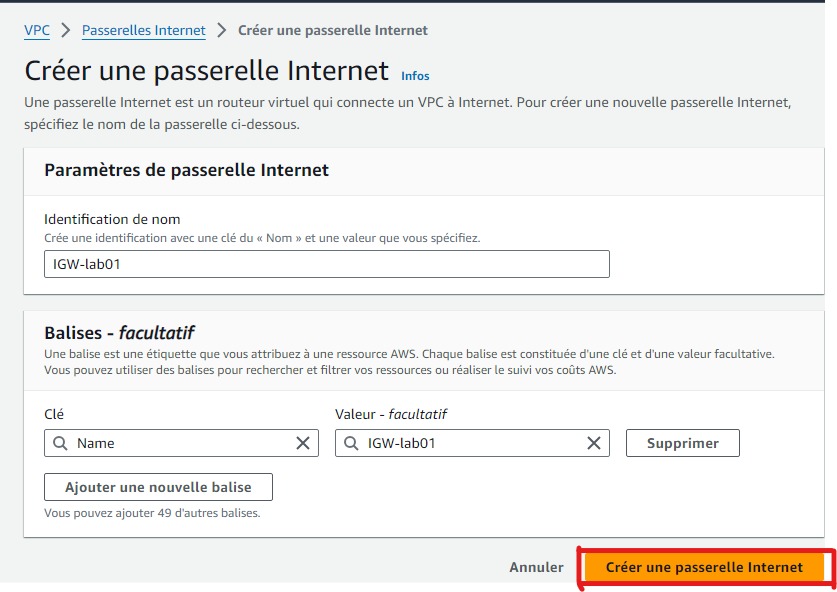 VPC > Passerelles Internet > Créer une passerelle Internet
Créer une passerelle Internet Infos
Une passerelle Internet est un routeur virtuel qui connecte un VPC à Internet. Pour créer une nouvelle passerelle Internet,
spécifiez le nom de la passerelle ci-dessous.
Paramètres de passerelle Internet
Identification de nom
Crée une identification avec une clé du « Nom » et une valeur que vous spécifiez.
IGW-lab01
Balises - facultatif
Une balise est une étiquette que vous attribuez à une ressource AWS. Chaque balise est constituée d'une clé et d'une valeur facultative.
Vous pouvez utiliser des balises pour rechercher et filtrer vos ressources ou réaliser le suivi vos coûts AWS.
Clé Valeur - facultatif
Name IGW-lab01 Supprimer
Ajouter une nouvelle balise
Vous pouvez ajouter 49 d'autres balises.
Annuler Créer une passerelle Internet